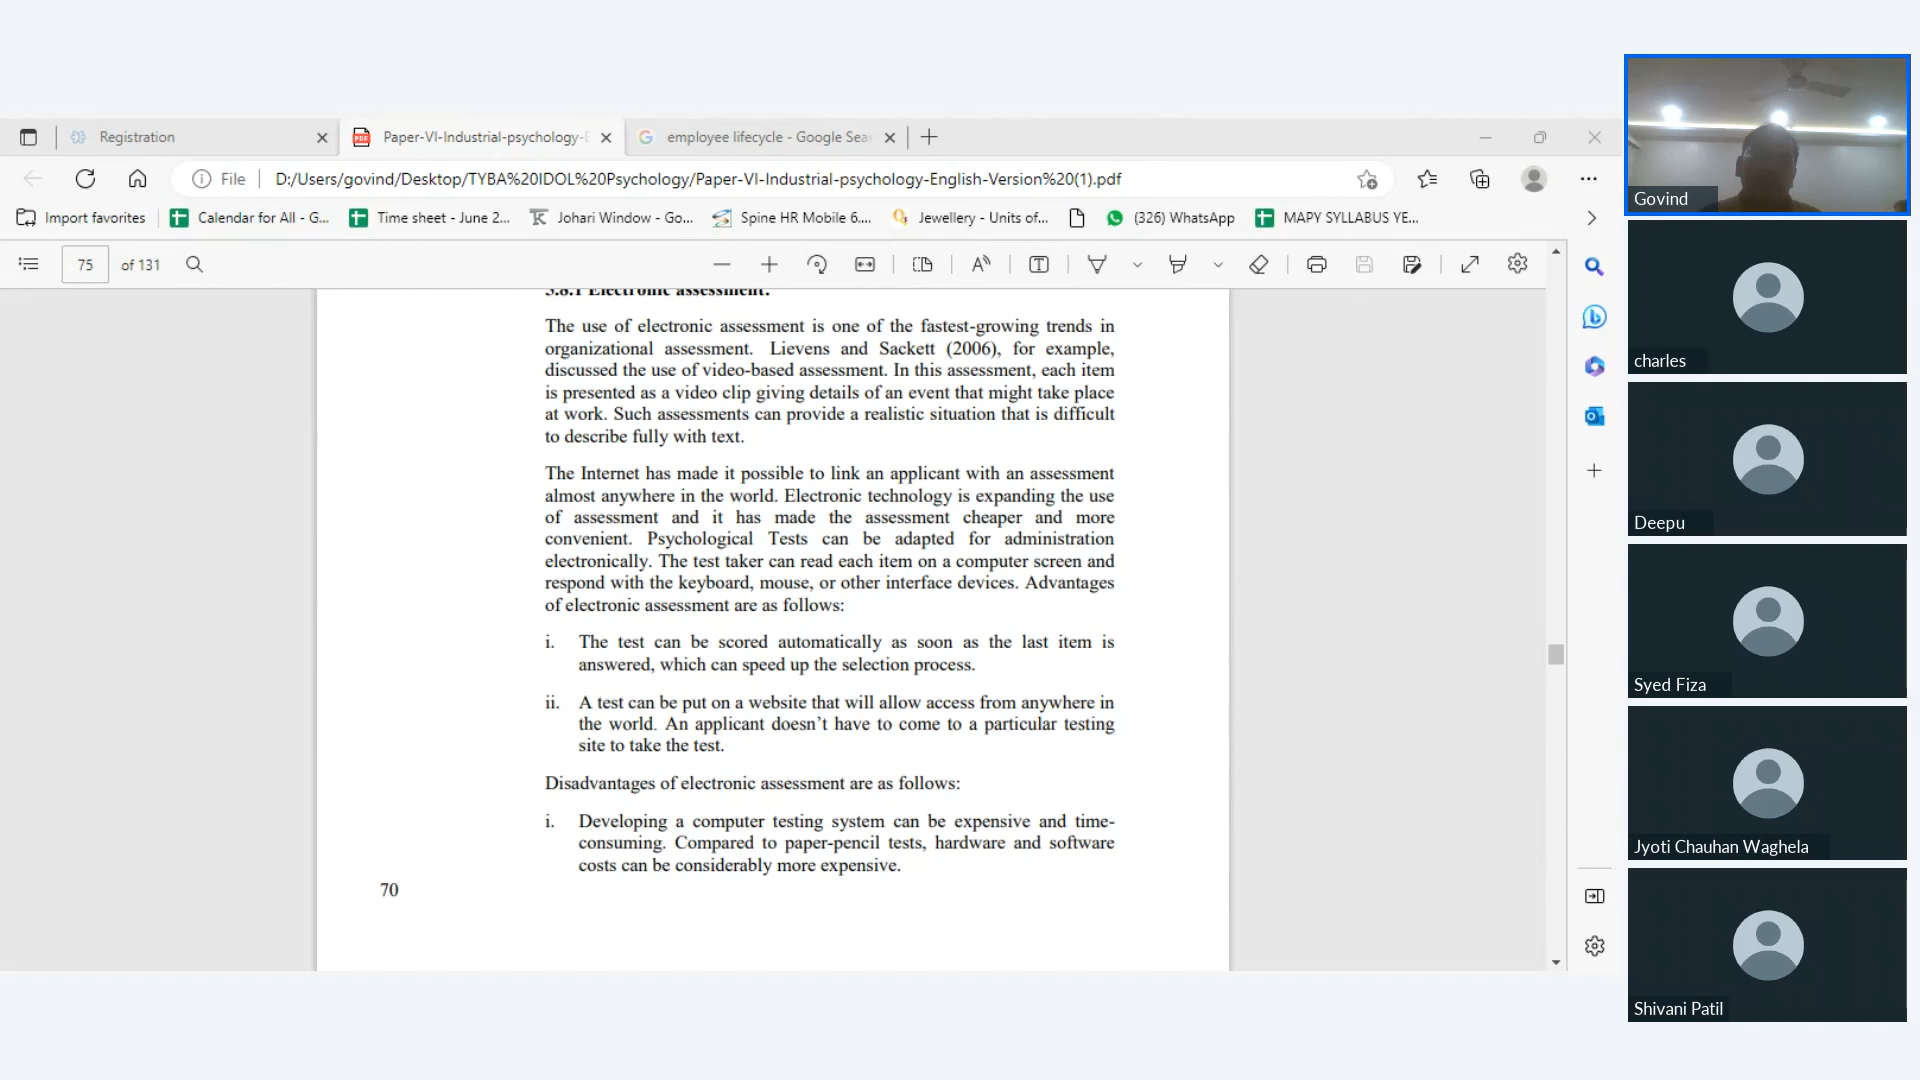 Registration
Paper-VI-Industrial-psychology-E
employee lifecycle - Google Sear
File
D:/Users/govind/Desktop/TYBA%20IDOL%20Psychology/Paper-VI-Industrial-psychology-English-Version%20(1).pdf
Import favorites
Calendar for All - G...
Time sheet - June 2...
Johari Window - Go...
Spine HR Mobile 6....
Jewellery - Units of...
(326) WhatsApp
MAPY SYLLABUS YE...
75 of 131
5.8.1 Electronic assessment:
The use of electronic assessment is one of the fastest-growing trends in
organizational assessment. Lievens and Sackett (2006), for example,
discussed the use of video-based assessment. In this assessment, each item
is presented as a video clip giving details of an event that might take place
at work. Such assessments can provide a realistic situation that is difficult
to describe fully with text.
The Internet has made it possible to link an applicant with an assessment
almost anywhere in the world. Electronic technology is expanding the use
of assessment and it has made the assessment cheaper and more
convenient. Psychological Tests can be adapted for administration
electronically. The test taker can read each item on a computer screen and
respond with the keyboard, mouse, or other interface devices. Advantages
of electronic assessment are as follows:
i. The test can be scored automatically as soon as the last item is
answered, which can speed up the selection process.
ii. A test can be put on a website that will allow access from anywhere in
the world. An applicant doesn’t have to come to a particular testing
site to take the test.
Disadvantages of electronic assessment are as follows:
i. Developing a computer testing system can be expensive and time-
consuming. Compared to paper-pencil tests, hardware and software
costs can be considerably more expensive.
70
Govind
charles
Deepu
Syed Fiza
Jyoti Chauhan Waghela
Shivani Patil